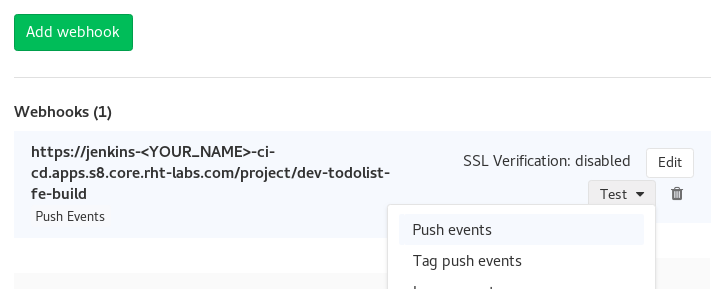 Add webhook
Webhooks (1)
https://jenkins-<YOUR_NAME>-ci-
cd.apps.s8.core.rht-labs.com/project/dev-todolist-
fe-build
Push Events
SSL Verification: disabled
Edit
Test
Push events
Tag push events